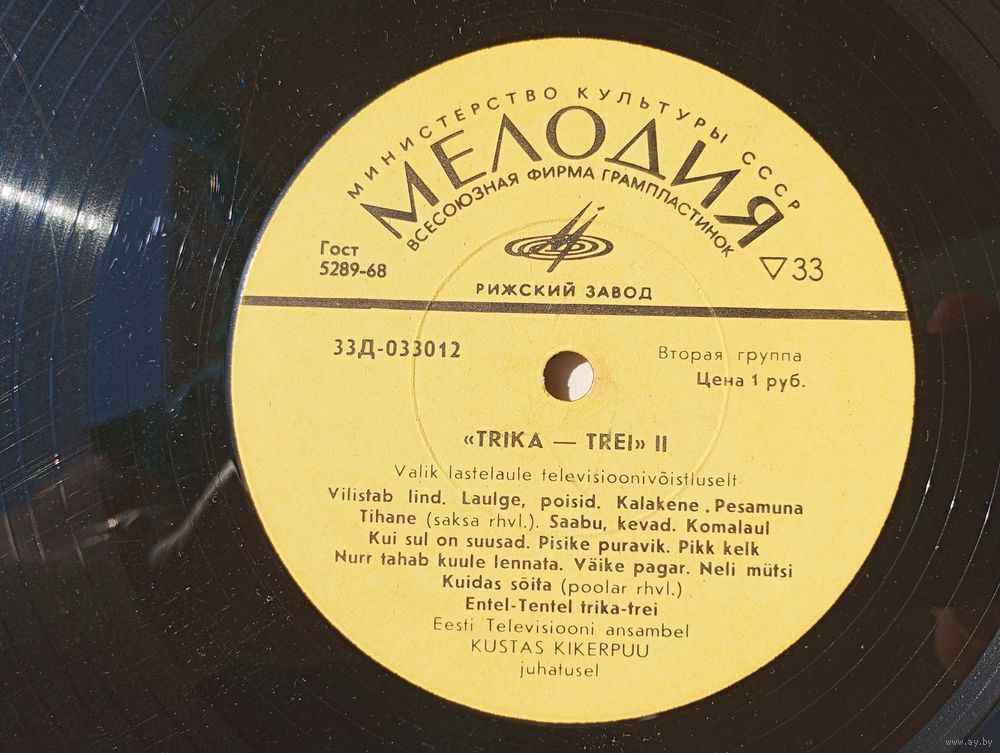 МИНИСТЕРСТВО КУЛЬТУРЫ СССР
МЕЛОДИЯ
ВСЕСОЮЗНАЯ ФИРМА ГРАМПЛАСТИНОК
Гост
5289-68
▽33
РИЖСКИЙ ЗАВОД
33Д-033012
Вторая группа
Цена 1 руб.
«TRIKA — TREI» II
Valik lastelaule televisioonivõistluselt
Vilistab lind. Laulge, poisid. Kalakene. Pesamuna
Tihane (saksa rhvl.). Saabu, kevad. Komalaul
Kui sul on suusad. Pisike puravik. Pikk kelk
Nurr tahab kuule lennata. Väike pagar. Neli mütsi
Kuidas sõita (poolar rhvl.)
Entel-Tentel trika-trei
Eesti Televisiooni ansambel
KUSTAS KIKERPUU
juhatusel
www.ay.by